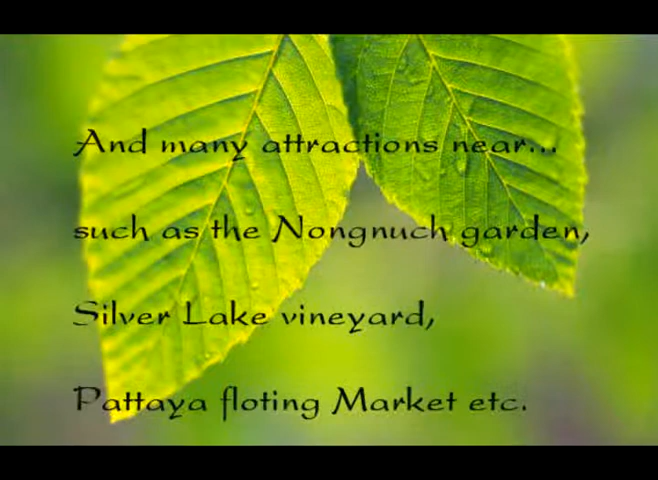 And many attractions near...
such as the Nongnuch garden,
Silver Lake vineyard,
Pattaya floting Market etc.